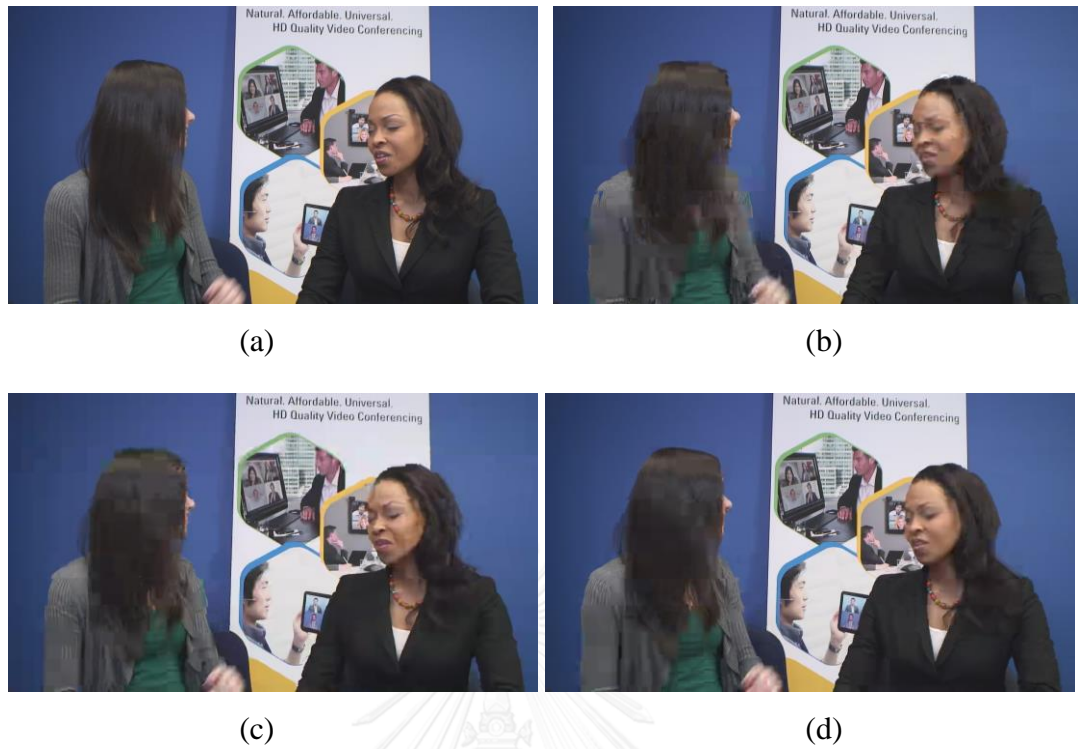 Natural. Affordable. Universal.
HD Quality Video Conferencing
Natural. Affordable. Universal.
HD Quality Video Conferencing
(a)
(b)
Natural. Affordable. Universal.
HD Quality Video Conferencing
Natural. Affordable. Universal.
HD Quality Video Conferencing
(c)
(d)